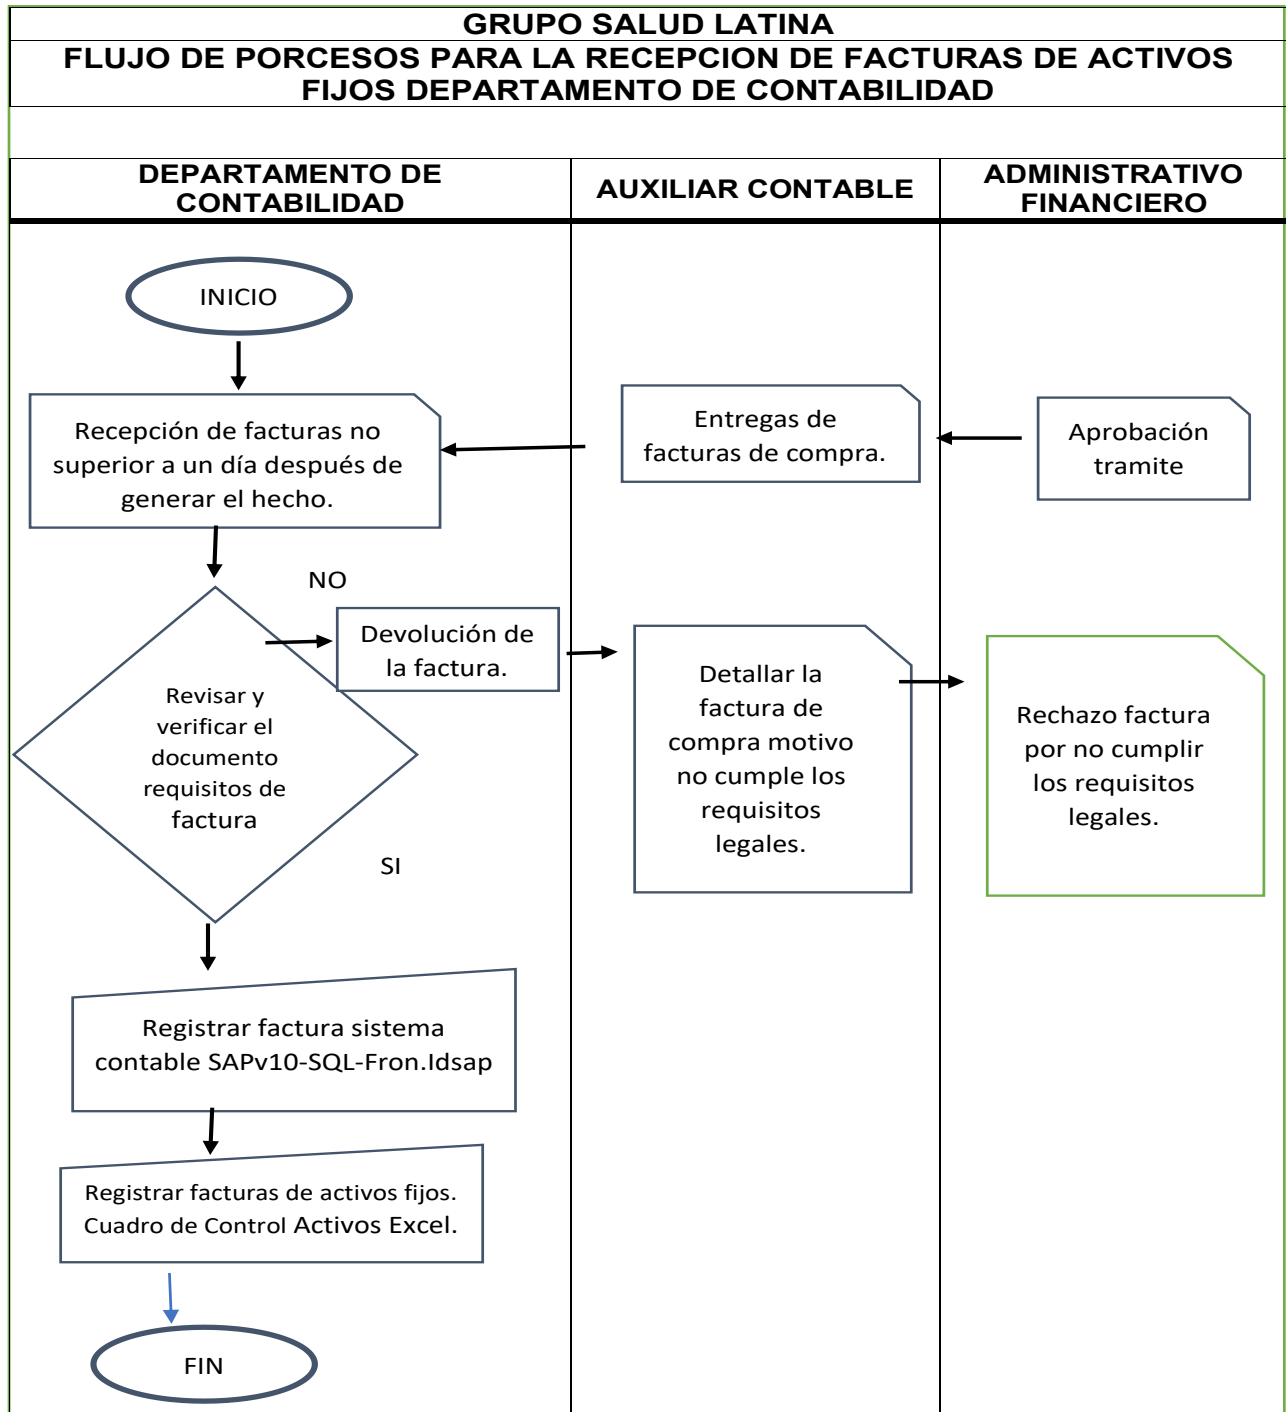 GRUPO SALUD LATINA
FLUJO DE PORCESOS PARA LA RECEPCION DE FACTURAS DE ACTIVOS
FIJOS DEPARTAMENTO DE CONTABILIDAD
DEPARTAMENTO DE
CONTABILIDAD
AUXILIAR CONTABLE
ADMINISTRATIVO
FINANCIERO
INICIO
Recepción de facturas no
superior a un día después de
generar el hecho.
Entregas de
facturas de compra.
Aprobación
tramite
NO
Devolución de
la factura.
Revisar y
verificar el
documento
requisitos de
factura
Detallar la
factura de
compra motivo
no cumple los
requisitos
legales.
Rechazo factura
por no cumplir
los requisitos
legales.
SI
Registrar factura sistema
contable SAPv10-SQL-Fron.Idsap
Registrar facturas de activos fijos.
Cuadro de Control Activos Excel.
FIN